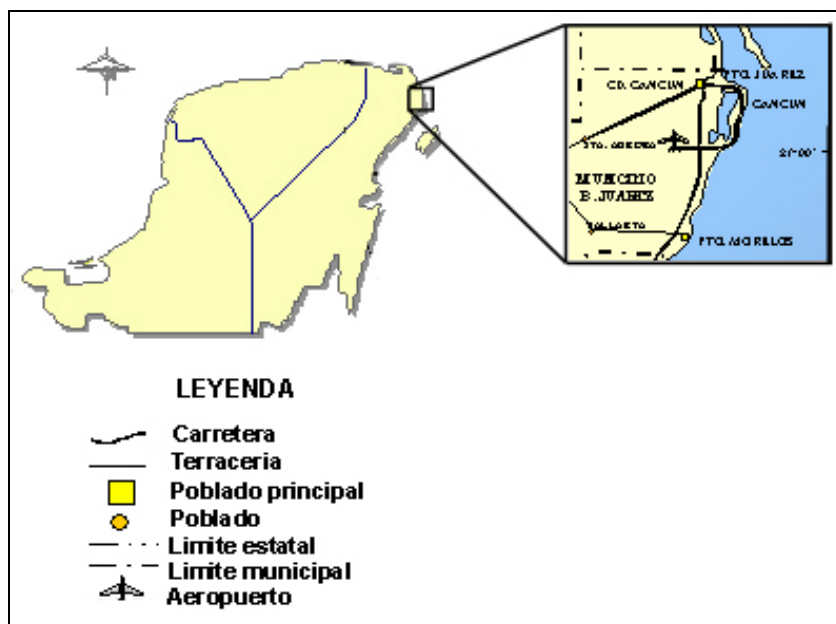 PTO. JUAREZ
CD. CANCUN
CANCUN
21°00'
MUNICIPIO
B. JUAREZ
PTO. MORELOS
LEYENDA
Carretera
Terraceria
Poblado principal
Poblado
Limite estatal
Limite municipal
Aeropuerto